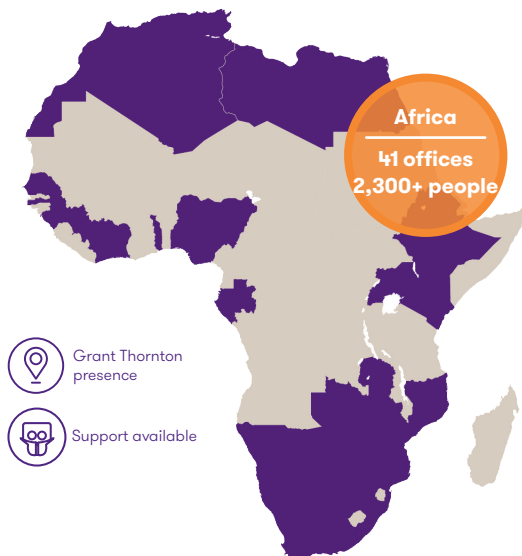 Africa
41 offices
2,300+ people
Grant Thornton
presence
Support available